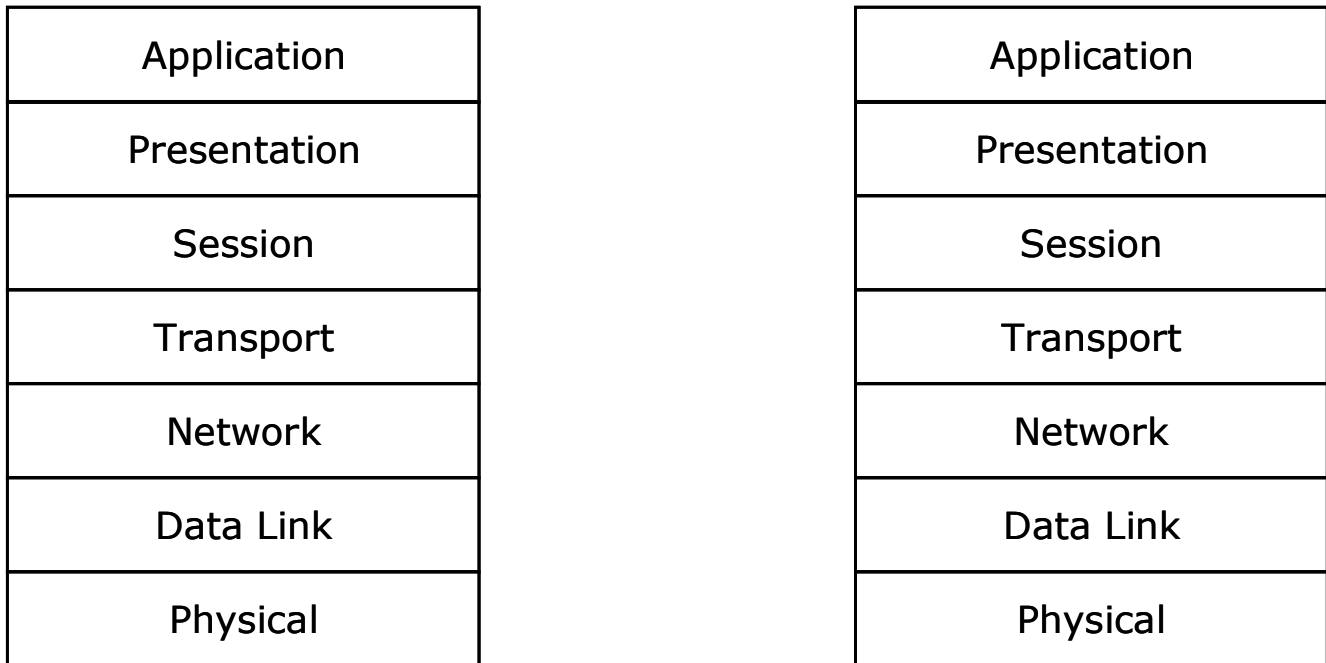 Application
Application
Presentation
Presentation
Session
Session
Transport
Transport
Network
Network
Data Link
Data Link
Physical
Physical